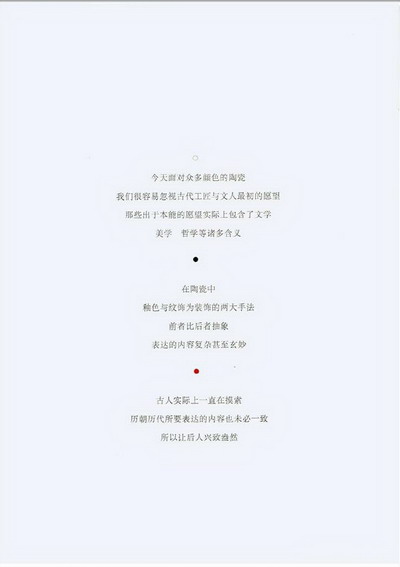 今天面对众多颜色的陶瓷
我们很容易忽视古代工匠与文人最初的愿望
那些出于本能的愿望实际上包含了文学
美学　哲学等诸多含义
在陶瓷中
釉色与纹饰为装饰的两大手法
前者比后者抽象
表达的内容复杂甚至玄妙
古人实际上一直在摸索
历朝历代所要表达的内容也未必一致
所以让后人兴致盎然